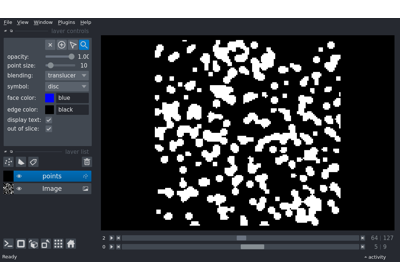 File View Window Plugins Help
layer controls
opacity: 1.00
point size: 10
blending: translucer
symbol: disc
face color: blue
edge color: black
display text:
out of slice:
layer list
points
Image
2 64 127
0 5 9
Ready activity